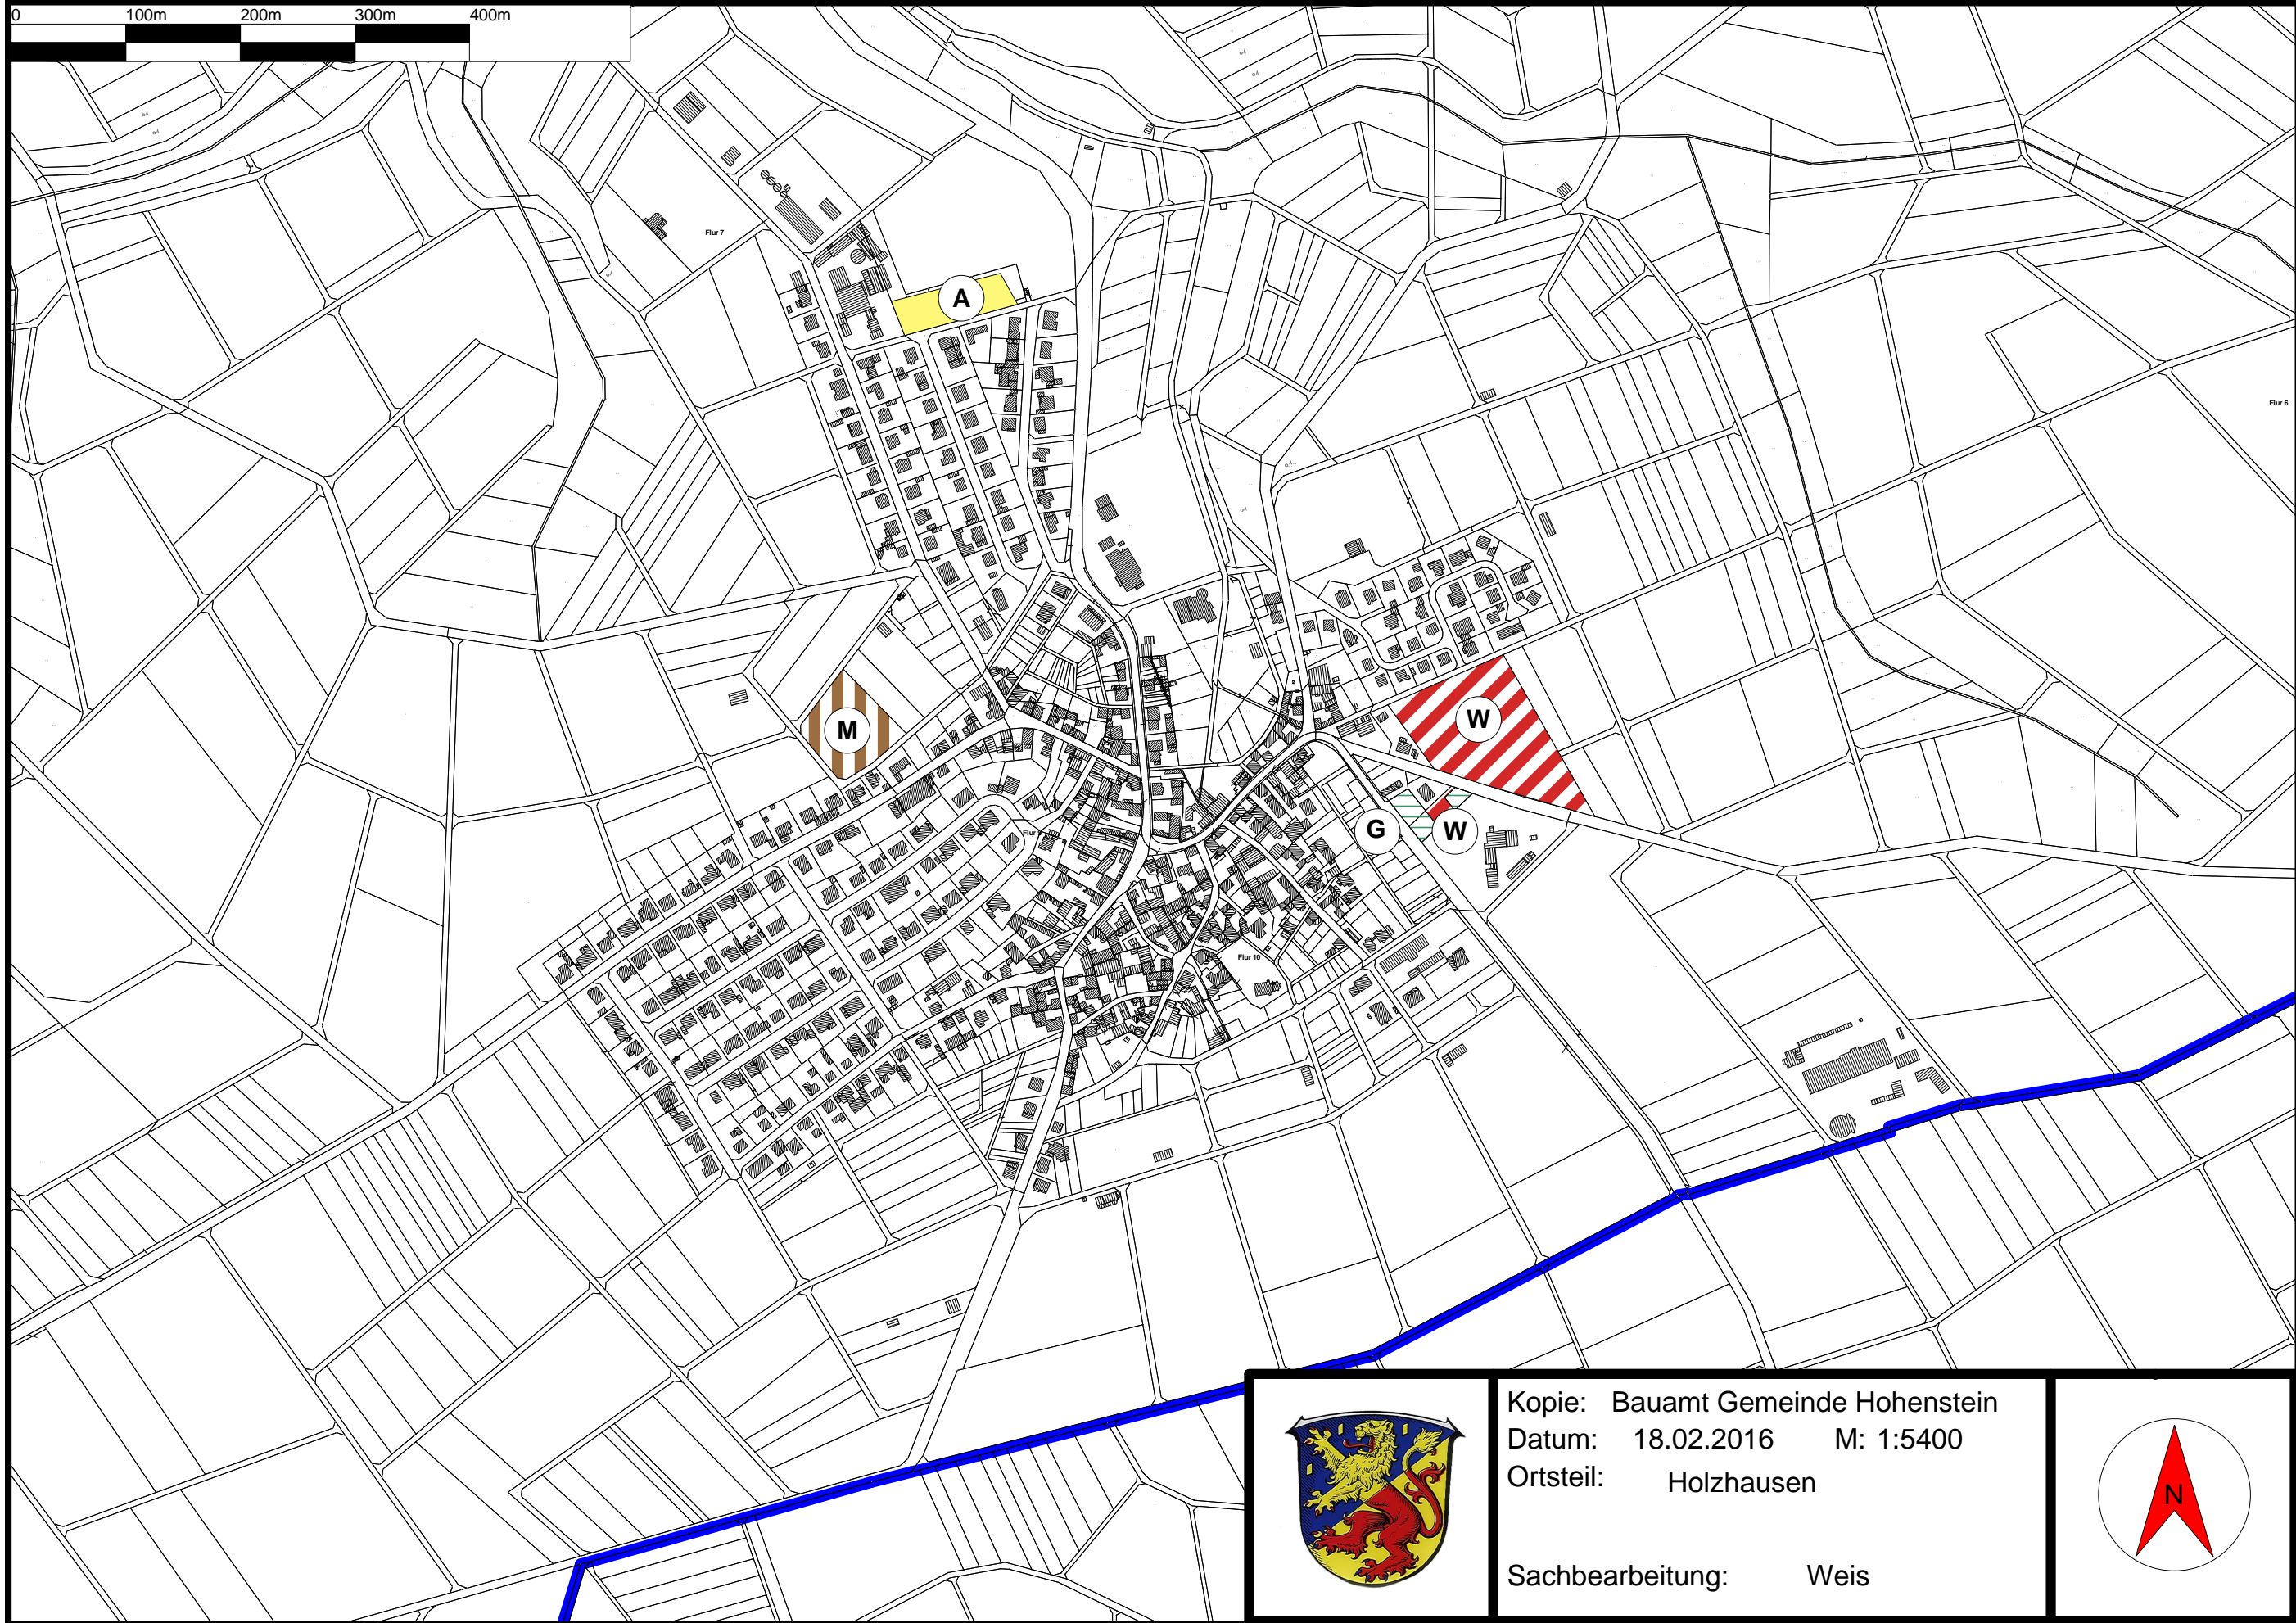 0 100m 200m 300m 400m
Flur 7
A
Flur 6
M
W
G
W
Flur
Flur 10
Kopie: Bauamt Gemeinde Hohenstein
Datum: 18.02.2016 M: 1:5400
Ortsteil: Holzhausen
Sachbearbeitung: Weis
N